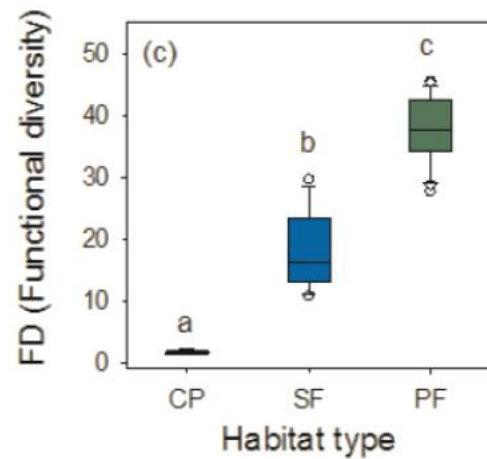 (c)
FD (Functional diversity)
50
40
30
20
10
0
a
b
c
CP SF PF
Habitat type